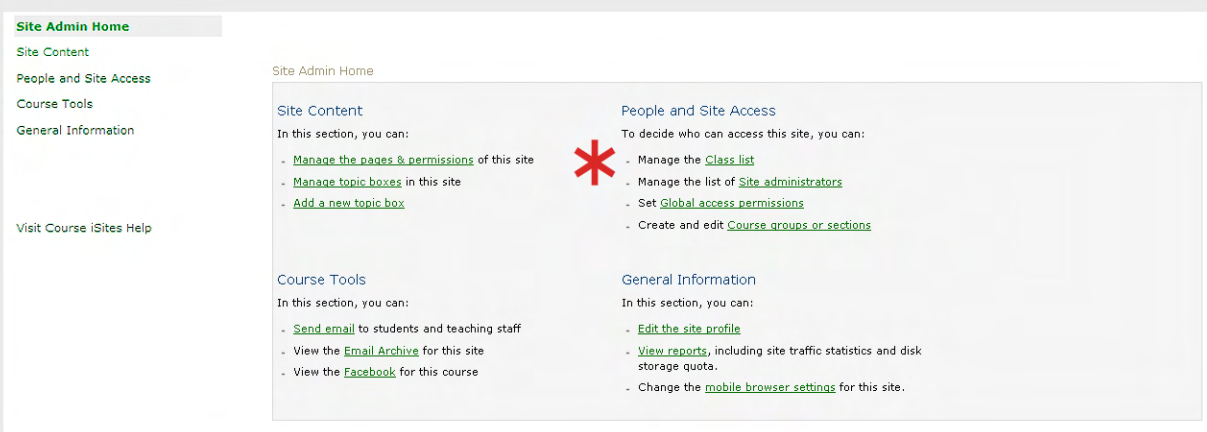 Site Admin Home
Site Content
People and Site Access
Course Tools
General Information
Visit Course iSites Help
Site Admin Home
Site Content
In this section, you can:
Manage the pages & permissions of this site
Manage topic boxes in this site
Add a new topic box
People and Site Access
To decide who can access this site, you can:
Manage the Class list
Manage the list of Site administrators
Set Global access permissions
Create and edit Course groups or sections
Course Tools
In this section, you can:
Send email to students and teaching staff
View the Email Archive for this site
View the Facebook for this course
General Information
In this section, you can:
Edit the site profile
View reports, including site traffic statistics and disk
storage quota.
Change the mobile browser settings for this site.